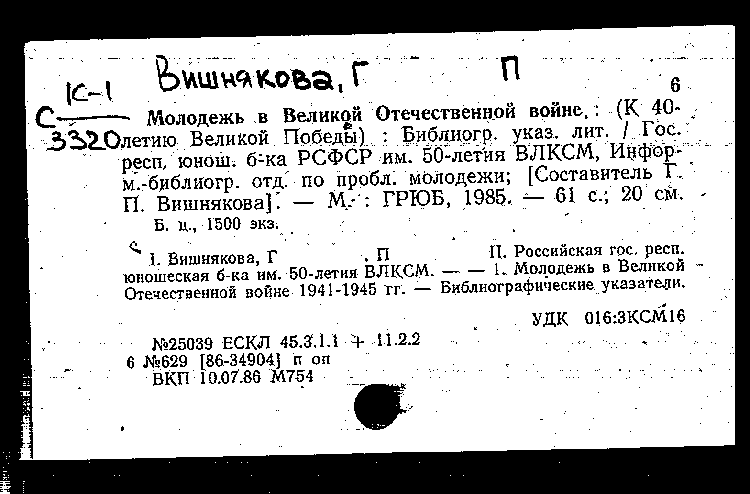 Вишнякова, Г П
К-1
6
С
3320
Молодежь в Великой Отечественной войне. : (К 40-
летию Великой Победы) : Библиогр. указ. лит. / Гос.
респ. юнош. б-ка РСФСР им. 50-летия ВЛКСМ, Инфор-
м.-библиогр. отд. по пробл. молодежи; [Составитель Г.
П. Вишнякова]. — М. : ГРЮБ, 1985. — 61 с.; 20 см.
Б. ц., 1500 экз.
I. Вишнякова, Г . П II. Российская гос. респ.
юношеская б-ка им. 50-летия ВЛКСМ. — — 1. Молодежь в Великой
Отечественной войне 1941-1945 гг. — Библиографические указатели.
УДК 016:3КСМ16
№25039 ЕСКЛ 45.3.1.1 + 11.2.2
6 №629 [86-34904] п оп
ВКП 10.07.86 М754